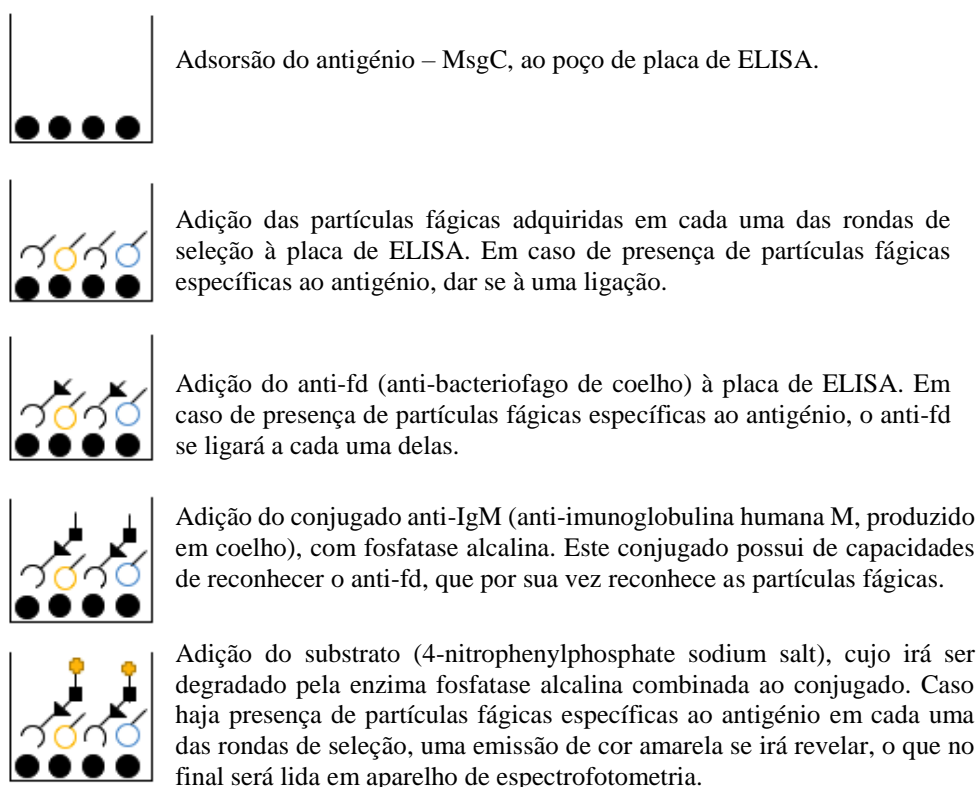 Adsorsão do antigénio – MsgC, ao poço de placa de ELISA.
Adição das partículas fágicas adquiridas em cada uma das rondas de
seleção à placa de ELISA. Em caso de presença de partículas fágicas
específicas ao antigénio, dar se à uma ligação.
Adição do anti-fd (anti-bacteriofago de coelho) à placa de ELISA. Em
caso de presença de partículas fágicas específicas ao antigénio, o anti-fd
se ligará a cada uma delas.
Adição do conjugado anti-IgM (anti-imunoglobulina humana M, produzido
em coelho), com fosfatase alcalina. Este conjugado possui de capacidades
de reconhecer o anti-fd, que por sua vez reconhece as partículas fágicas.
Adição do substrato (4-nitrophenylphosphate sodium salt), cujo irá ser
degradado pela enzima fosfatase alcalina combinada ao conjugado. Caso
haja presença de partículas fágicas específicas ao antigénio em cada uma
das rondas de seleção, uma emissão de cor amarela se irá revelar, o que no
final será lida em aparelho de espectrofotometria.